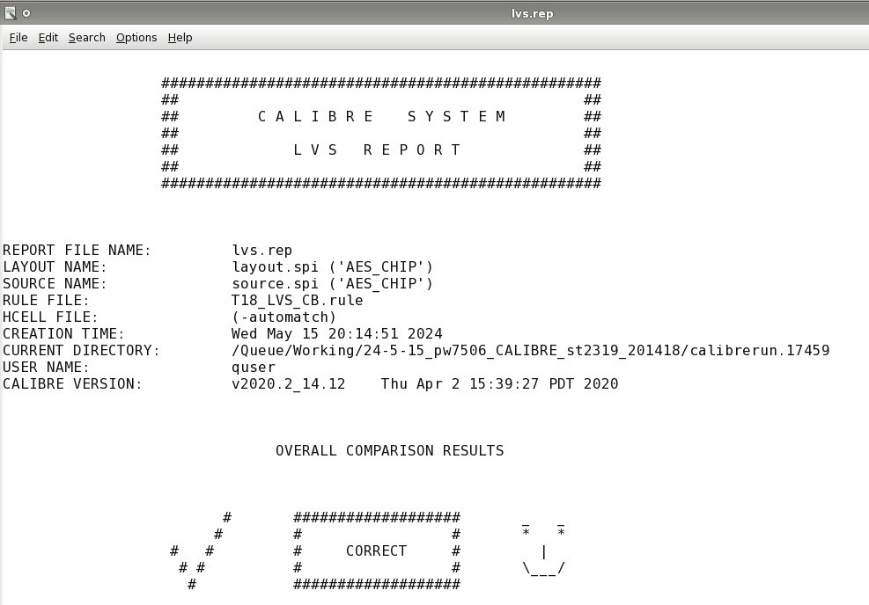 lvs.rep
File Edit Search Options Help
##################################################
## ##
## C A L I B R E S Y S T E M ##
## ##
## L V S R E P O R T ##
## ##
##################################################
REPORT FILE NAME: lvs.rep
LAYOUT NAME: layout.spi ('AES_CHIP')
SOURCE NAME: source.spi ('AES_CHIP')
RULE FILE: T18_LVS_CB.rule
HCELL FILE: (-automatch)
CREATION TIME: Wed May 15 20:14:51 2024
CURRENT DIRECTORY: /Queue/Working/24-5-15_pw7506_CALIBRE_st2319_201418/calibrerun.17459
USER NAME: quser
CALIBRE VERSION: v2020.2_14.12 Thu Apr 2 15:39:27 PDT 2020
OVERALL COMPARISON RESULTS
# ################### _ _
# # # * *
# # # CORRECT # |
# # # # \___/
# ###################